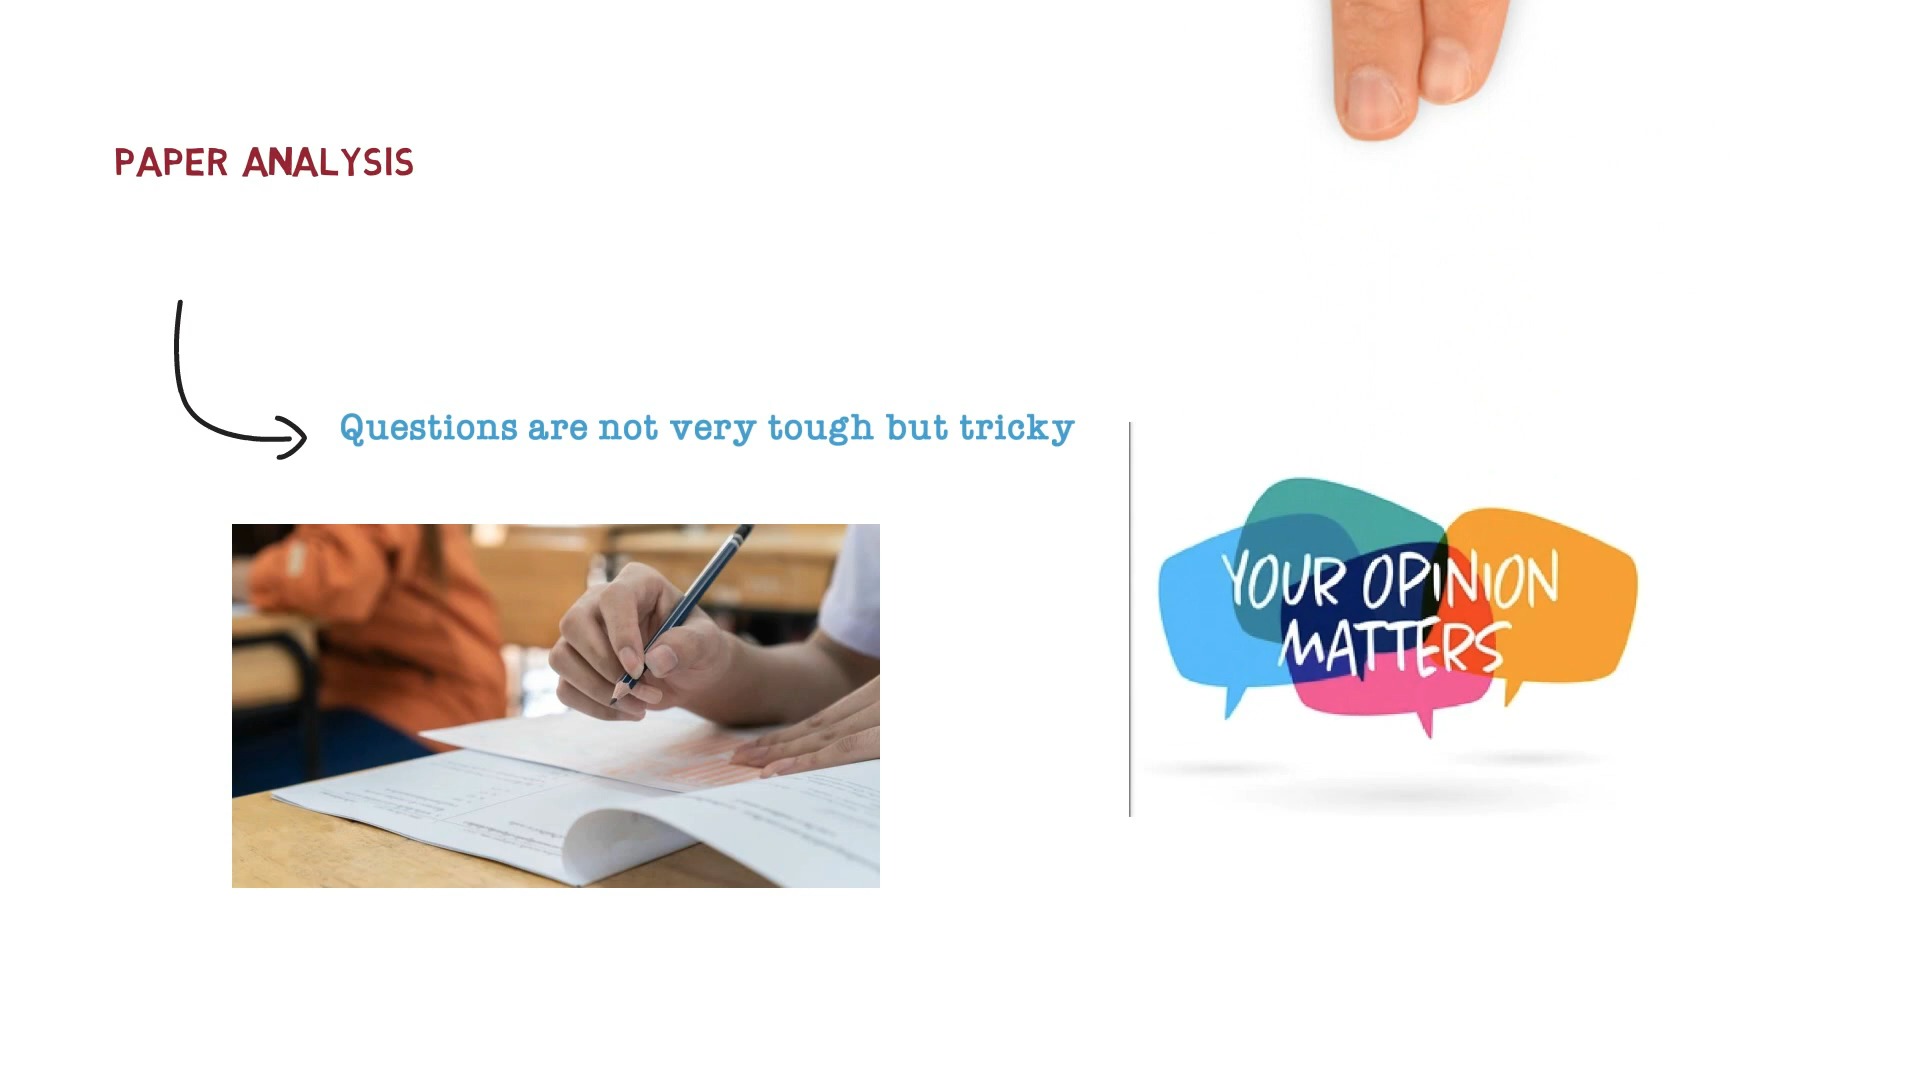 PAPER ANALYSIS
Questions are not very tough but tricky
YOUR OPINION
MATTERS